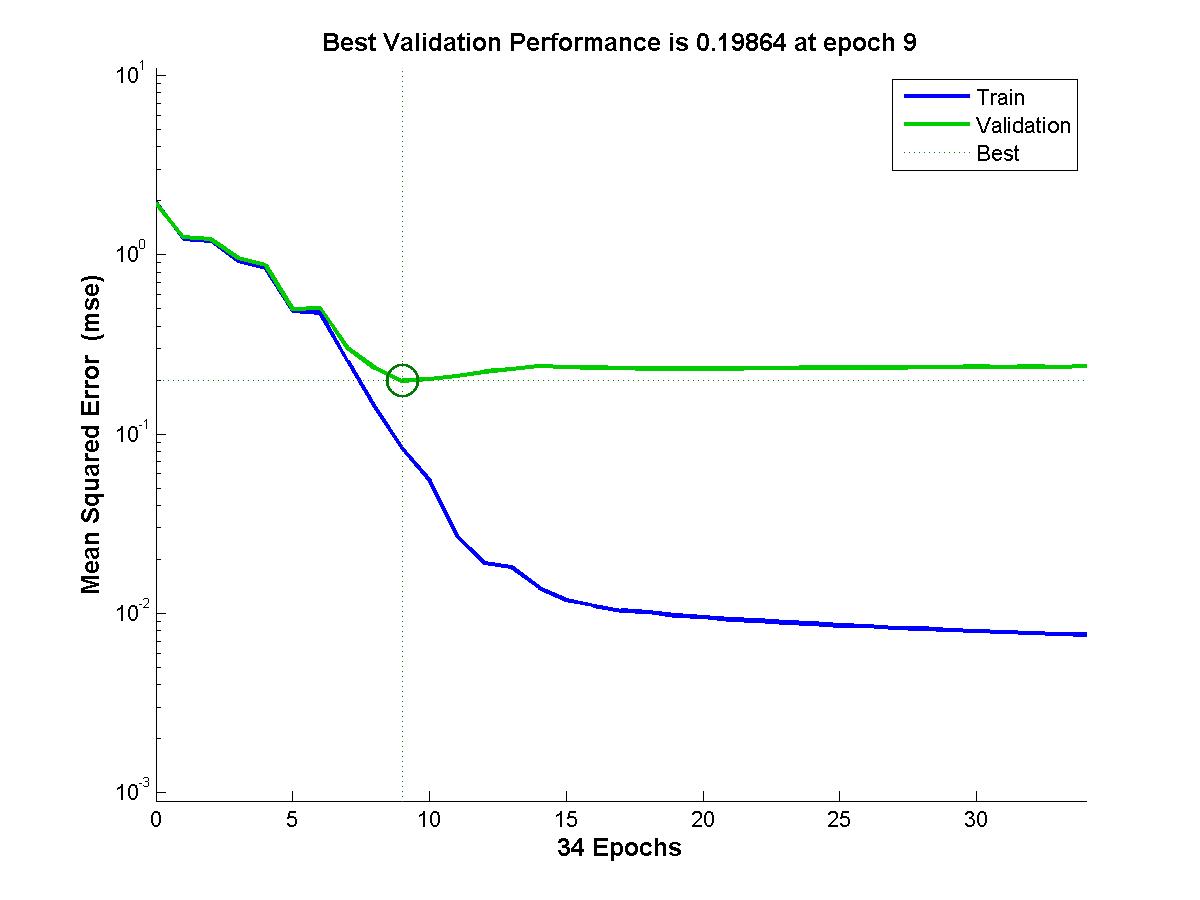 Best Validation Performance is 0.19864 at epoch 9
Train
Validation
Best
10^1
10^0
10^-1
10^-2
10^-3
Mean Squared Error (mse)
0 5 10 15 20 25 30
34 Epochs